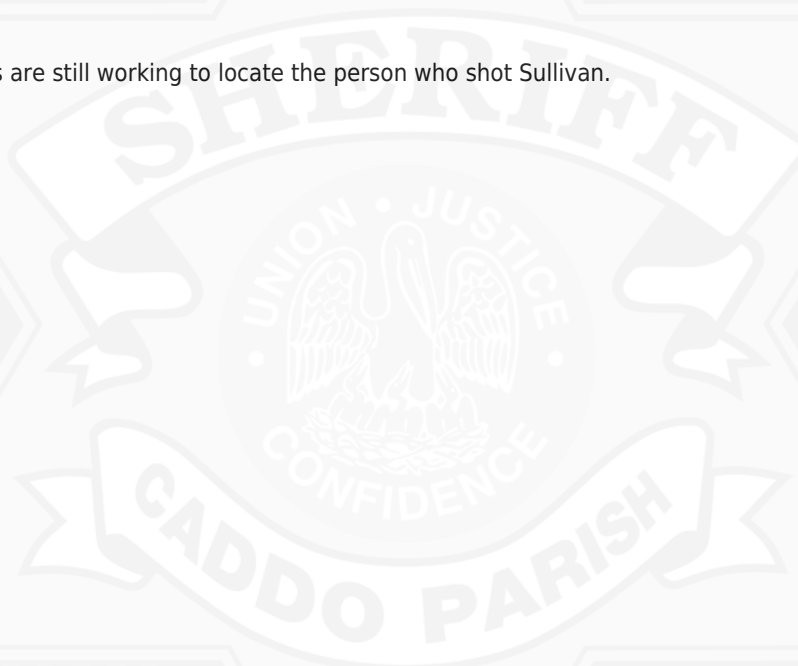 s are still working to locate the person who shot Sullivan.
SHERIFF
UNION • JUSTICE
CONFIDENCE
CADDO PARISH